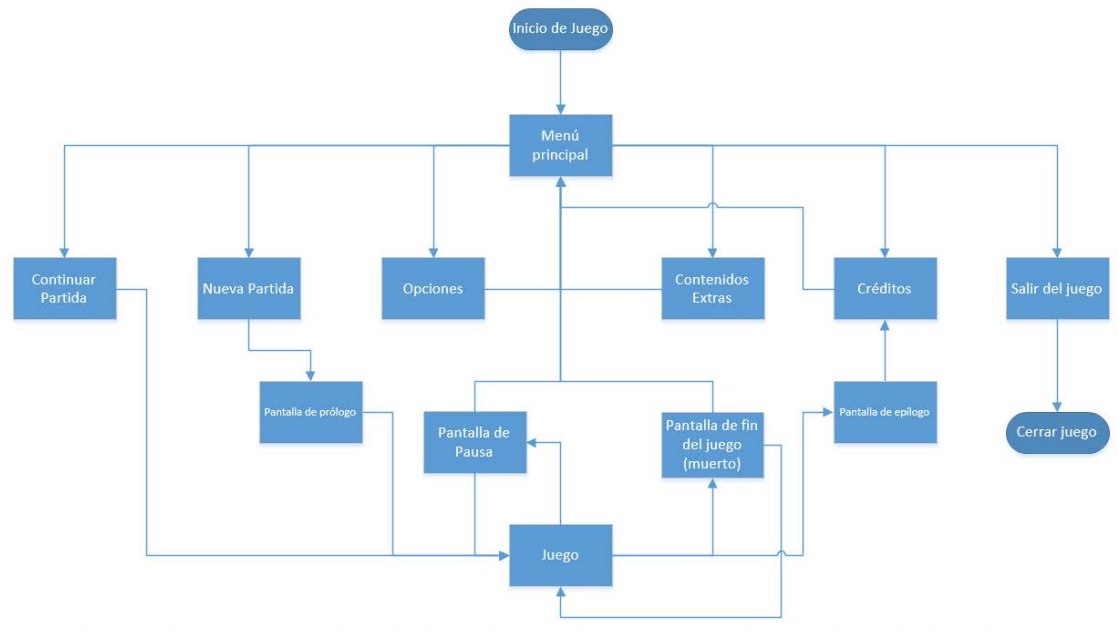 Inicio de Juego
Menú
principal
Continuar
Partida
Nueva Partida
Opciones
Contenidos
Extras
Créditos
Salir del juego
Pantalla de prólogo
Pantalla de
Pausa
Pantalla de fin
del juego
(muerto)
Pantalla de epílogo
Cerrar juego
Juego